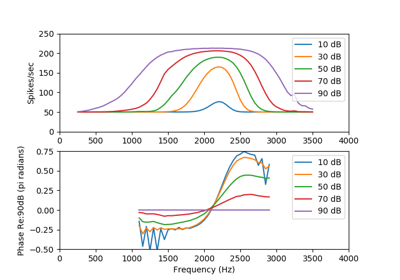 250
200
150
100
50
0
Spikes/sec
10 dB
30 dB
50 dB
70 dB
90 dB
0 500 1000 1500 2000 2500 3000 3500 4000
0.75
0.50
0.25
0.00
−0.25
−0.50
Phase Re:90dB (pi radians)
10 dB
30 dB
50 dB
70 dB
90 dB
0 500 1000 1500 2000 2500 3000 3500 4000
Frequency (Hz)